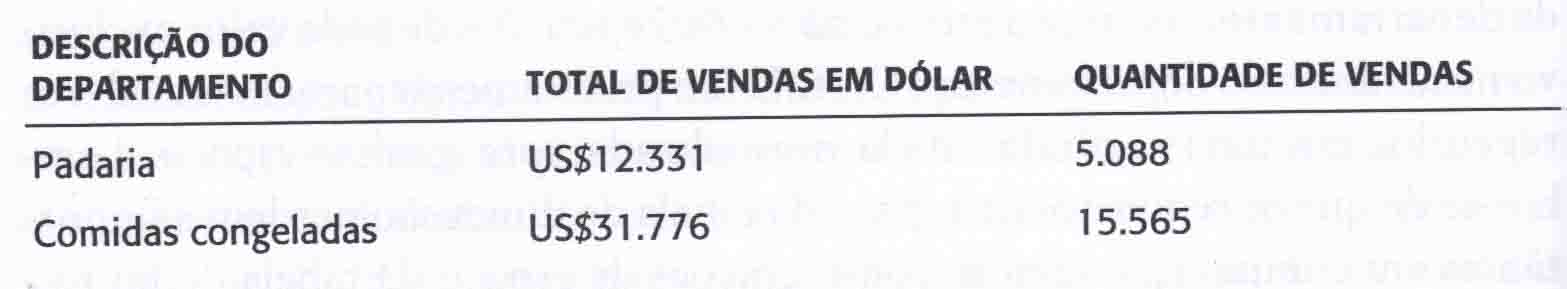 DESCRIÇÃO DO
DEPARTAMENTO TOTAL DE VENDAS EM DÓLAR QUANTIDADE DE VENDAS
Padaria US$12.331 5.088
Comidas congeladas US$31.776 15.565